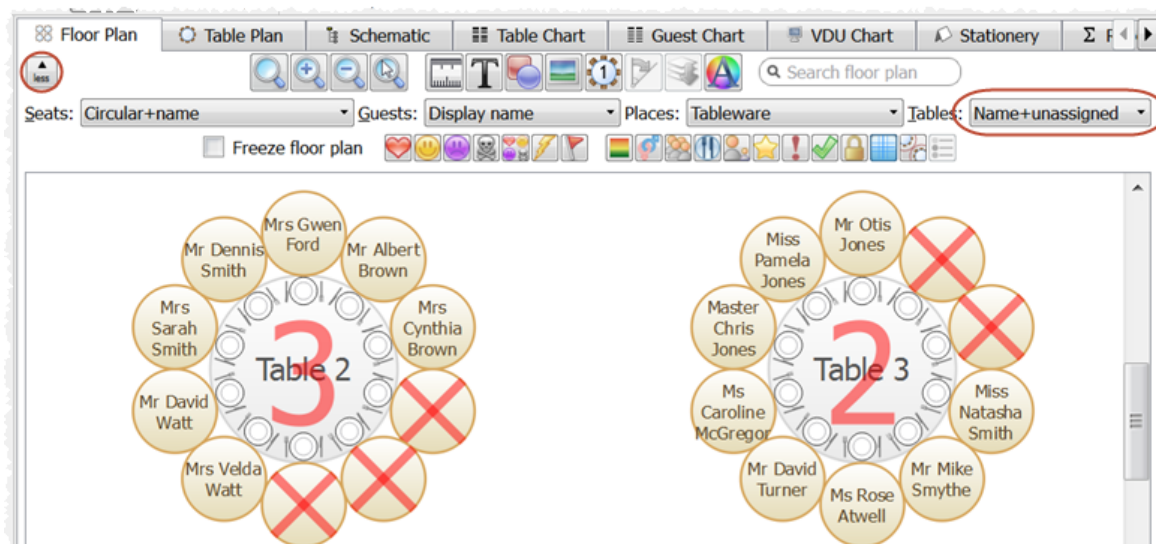 Floor Plan Table Plan Schematic Table Chart Guest Chart VDU Chart Stationery Σ
less T 1 A Search floor plan
Seats: Circular+name Guests: Display name Places: Tableware Tables: Name+unassigned
Freeze floor plan
Mrs Gwen
Ford
Mr Dennis
Smith
Mr Albert
Brown
Mrs
Sarah
Smith
Mrs
Cynthia
Brown
3
Table 2
Mr David
Watt
Mrs Velda
Watt
Mr Otis
Jones
Miss
Pamela
Jones
Master
Chris
Jones
2
Table 3
Ms
Caroline
McGregor
Miss
Natasha
Smith
Mr David
Turner
Mr Mike
Smythe
Ms Rose
Atwell